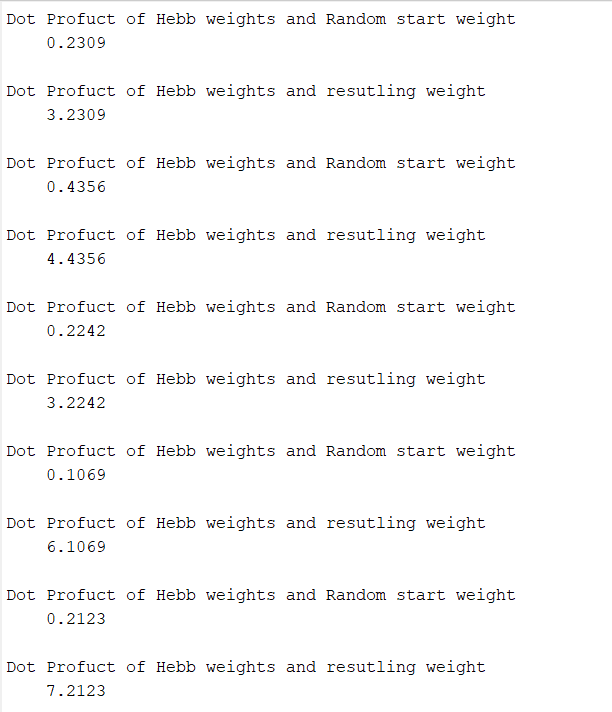 Dot Profuct of Hebb weights and Random start weight
0.2309
Dot Profuct of Hebb weights and resutling weight
3.2309
Dot Profuct of Hebb weights and Random start weight
0.4356
Dot Profuct of Hebb weights and resutling weight
4.4356
Dot Profuct of Hebb weights and Random start weight
0.2242
Dot Profuct of Hebb weights and resutling weight
3.2242
Dot Profuct of Hebb weights and Random start weight
0.1069
Dot Profuct of Hebb weights and resutling weight
6.1069
Dot Profuct of Hebb weights and Random start weight
0.2123
Dot Profuct of Hebb weights and resutling weight
7.2123